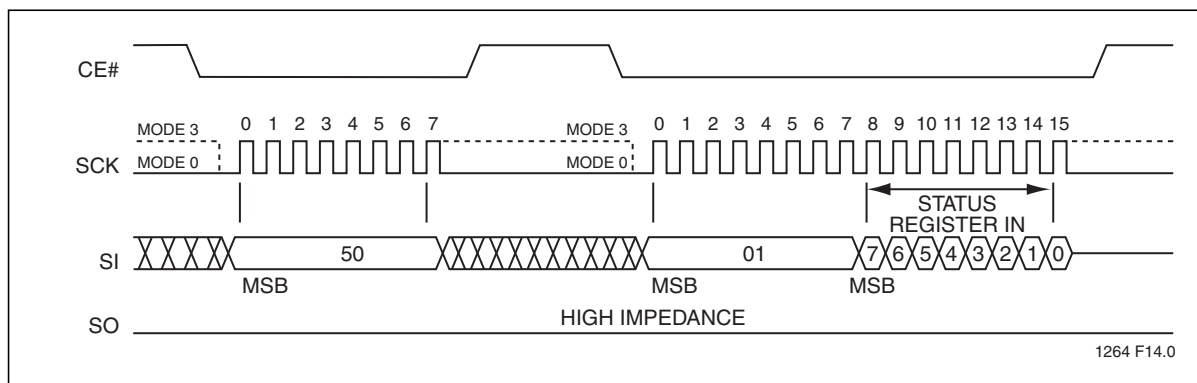 CE#
0 1 2 3 4 5 6 7 0 1 2 3 4 5 6 7 8 9 10 11 12 13 14 15
MODE 3 MODE 3
SCK MODE 0 MODE 0
STATUS
REGISTER IN
SI 50 01 7 6 5 4 3 2 1 0
MSB MSB MSB
SO HIGH IMPEDANCE
1264 F14.0